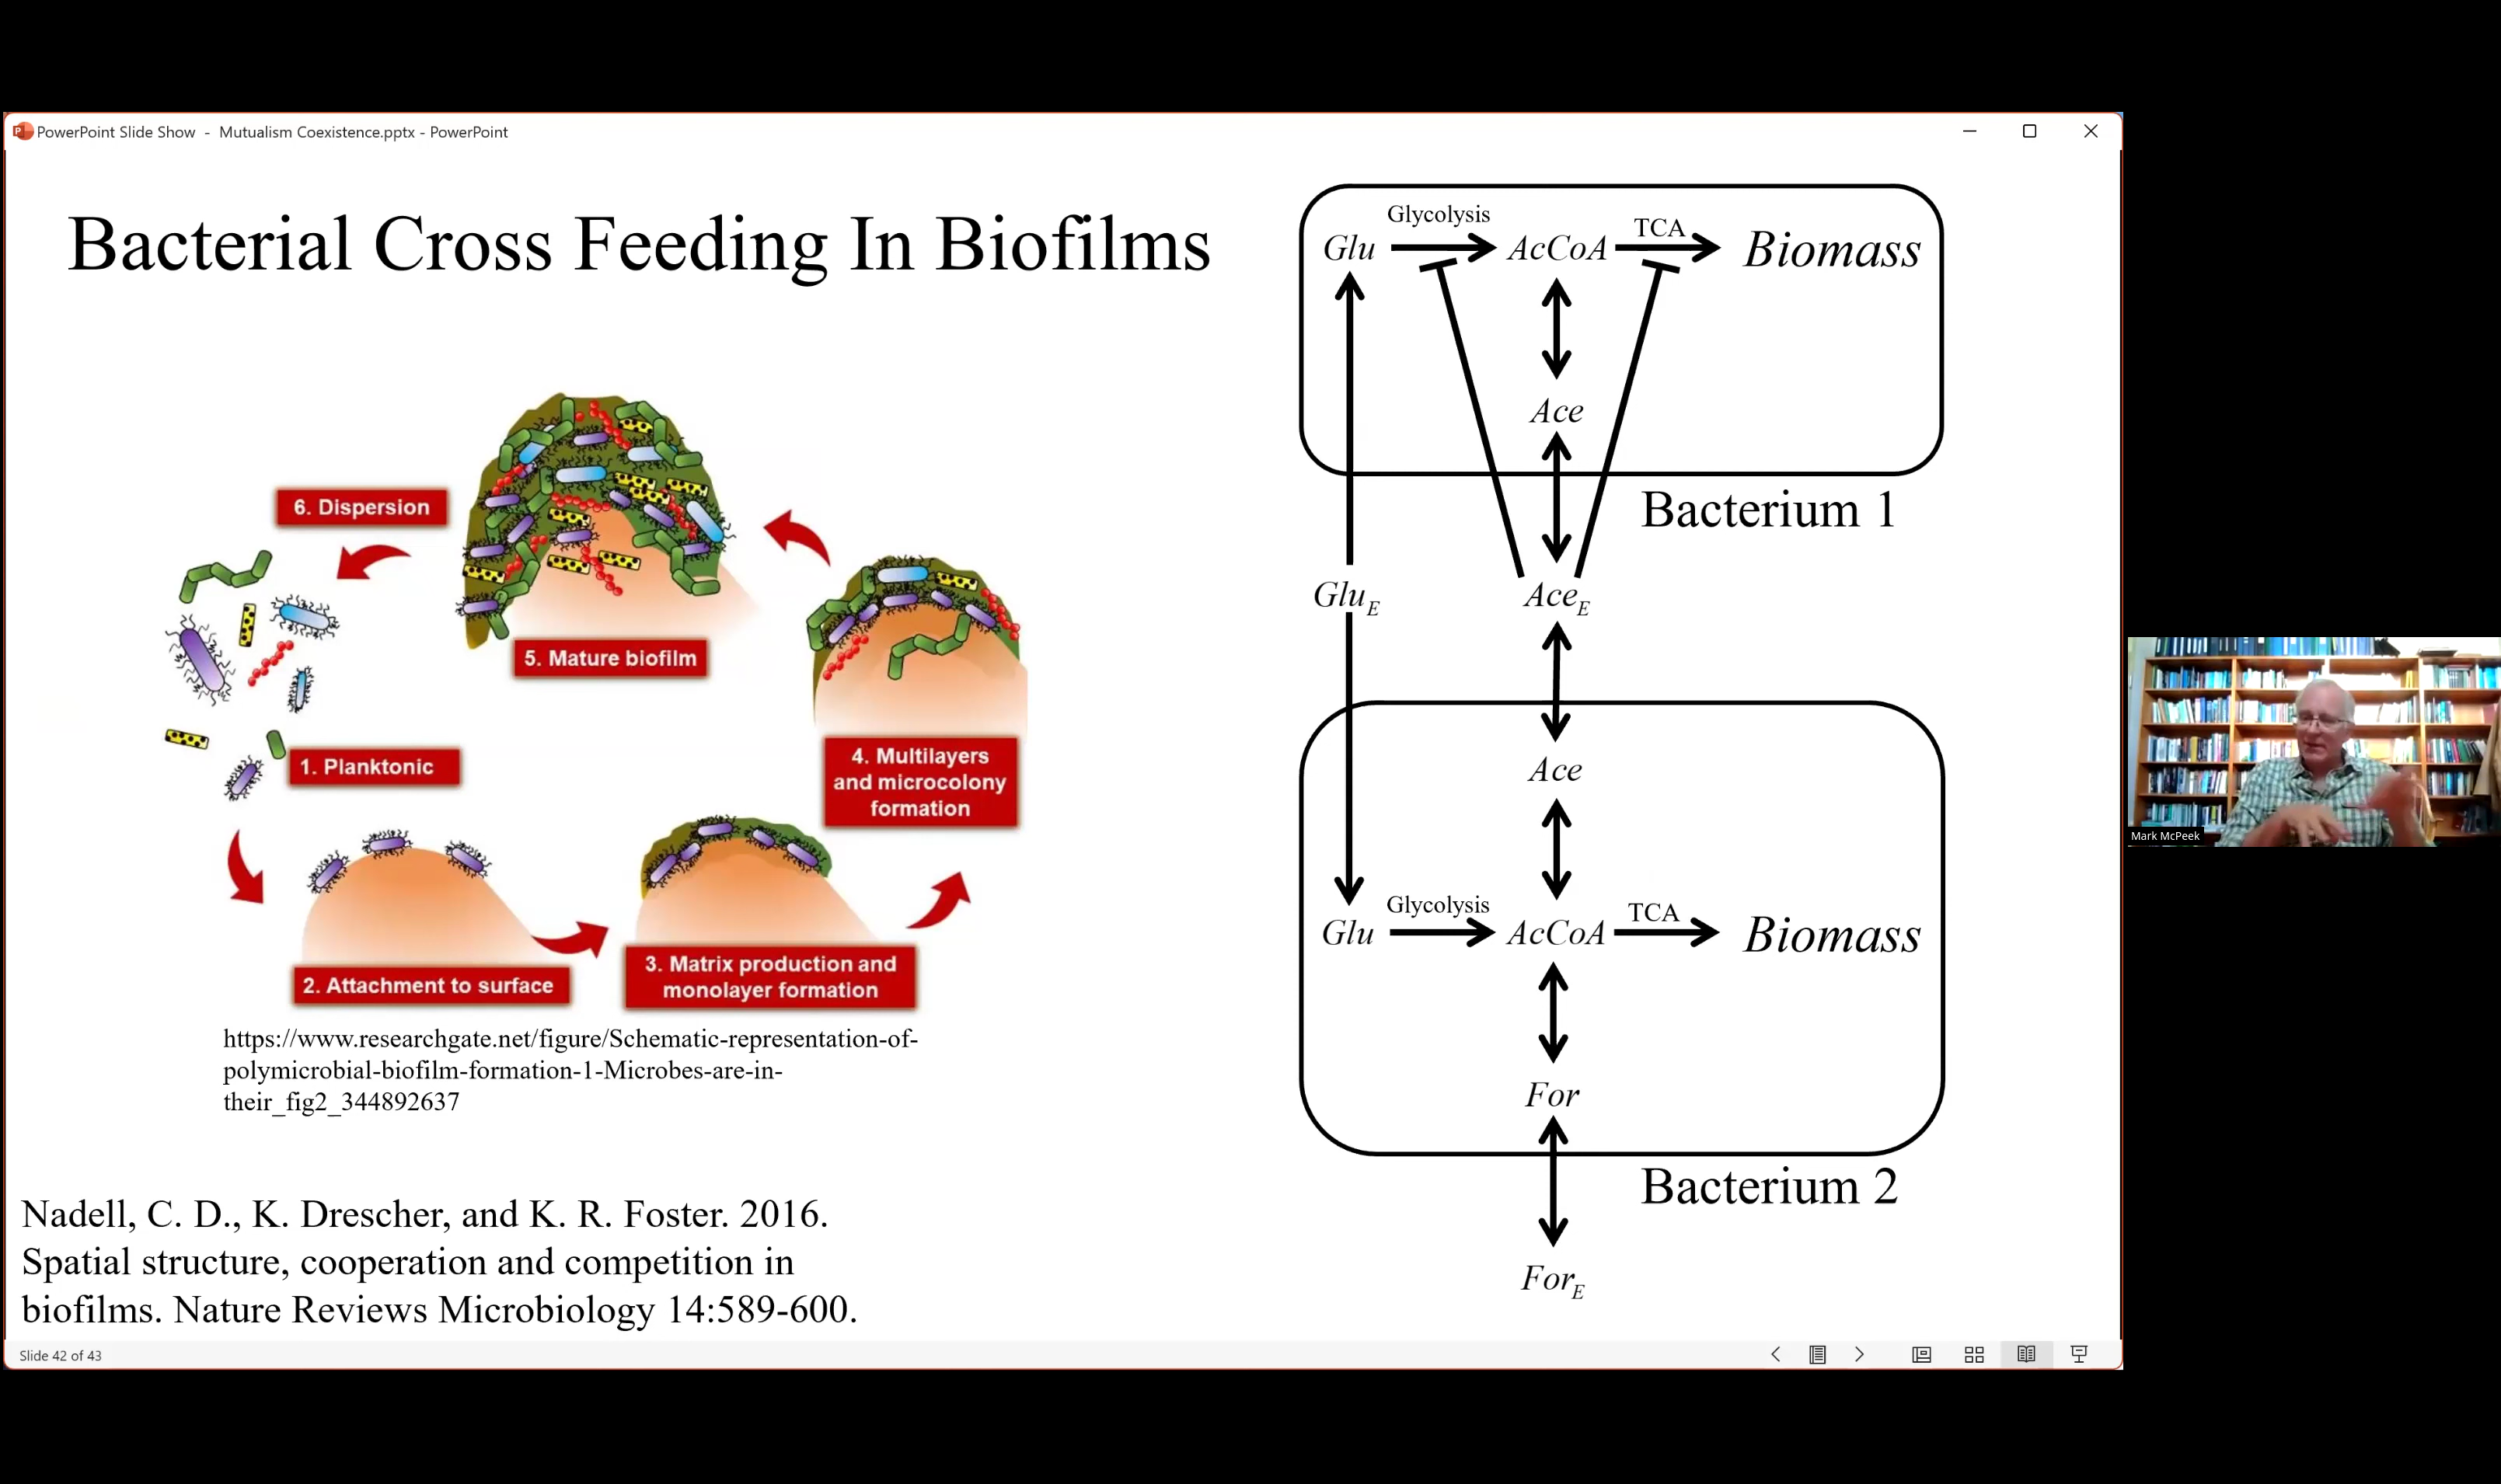 PowerPoint Slide Show - Mutualism Coexistence.pptx - PowerPoint
Bacterial Cross Feeding In Biofilms
6. Dispersion
5. Mature biofilm
1. Planktonic
4. Multilayers
and microcolony
formation
2. Attachment to surface
3. Matrix production and
monolayer formation
https://www.researchgate.net/figure/Schematic-representation-of-
polymicrobial-biofilm-formation-1-Microbes-are-in-
their_fig2_344892637
Nadell, C. D., K. Drescher, and K. R. Foster. 2016.
Spatial structure, cooperation and competition in
biofilms. Nature Reviews Microbiology 14:589-600.
Glycolysis
TCA
Glu AcCoA Biomass
Ace
Bacterium 1
Glu E Ace E
Ace
Glycolysis
TCA
Glu AcCoA Biomass
For
Bacterium 2
For E
Mark McPeek
Slide 42 of 43